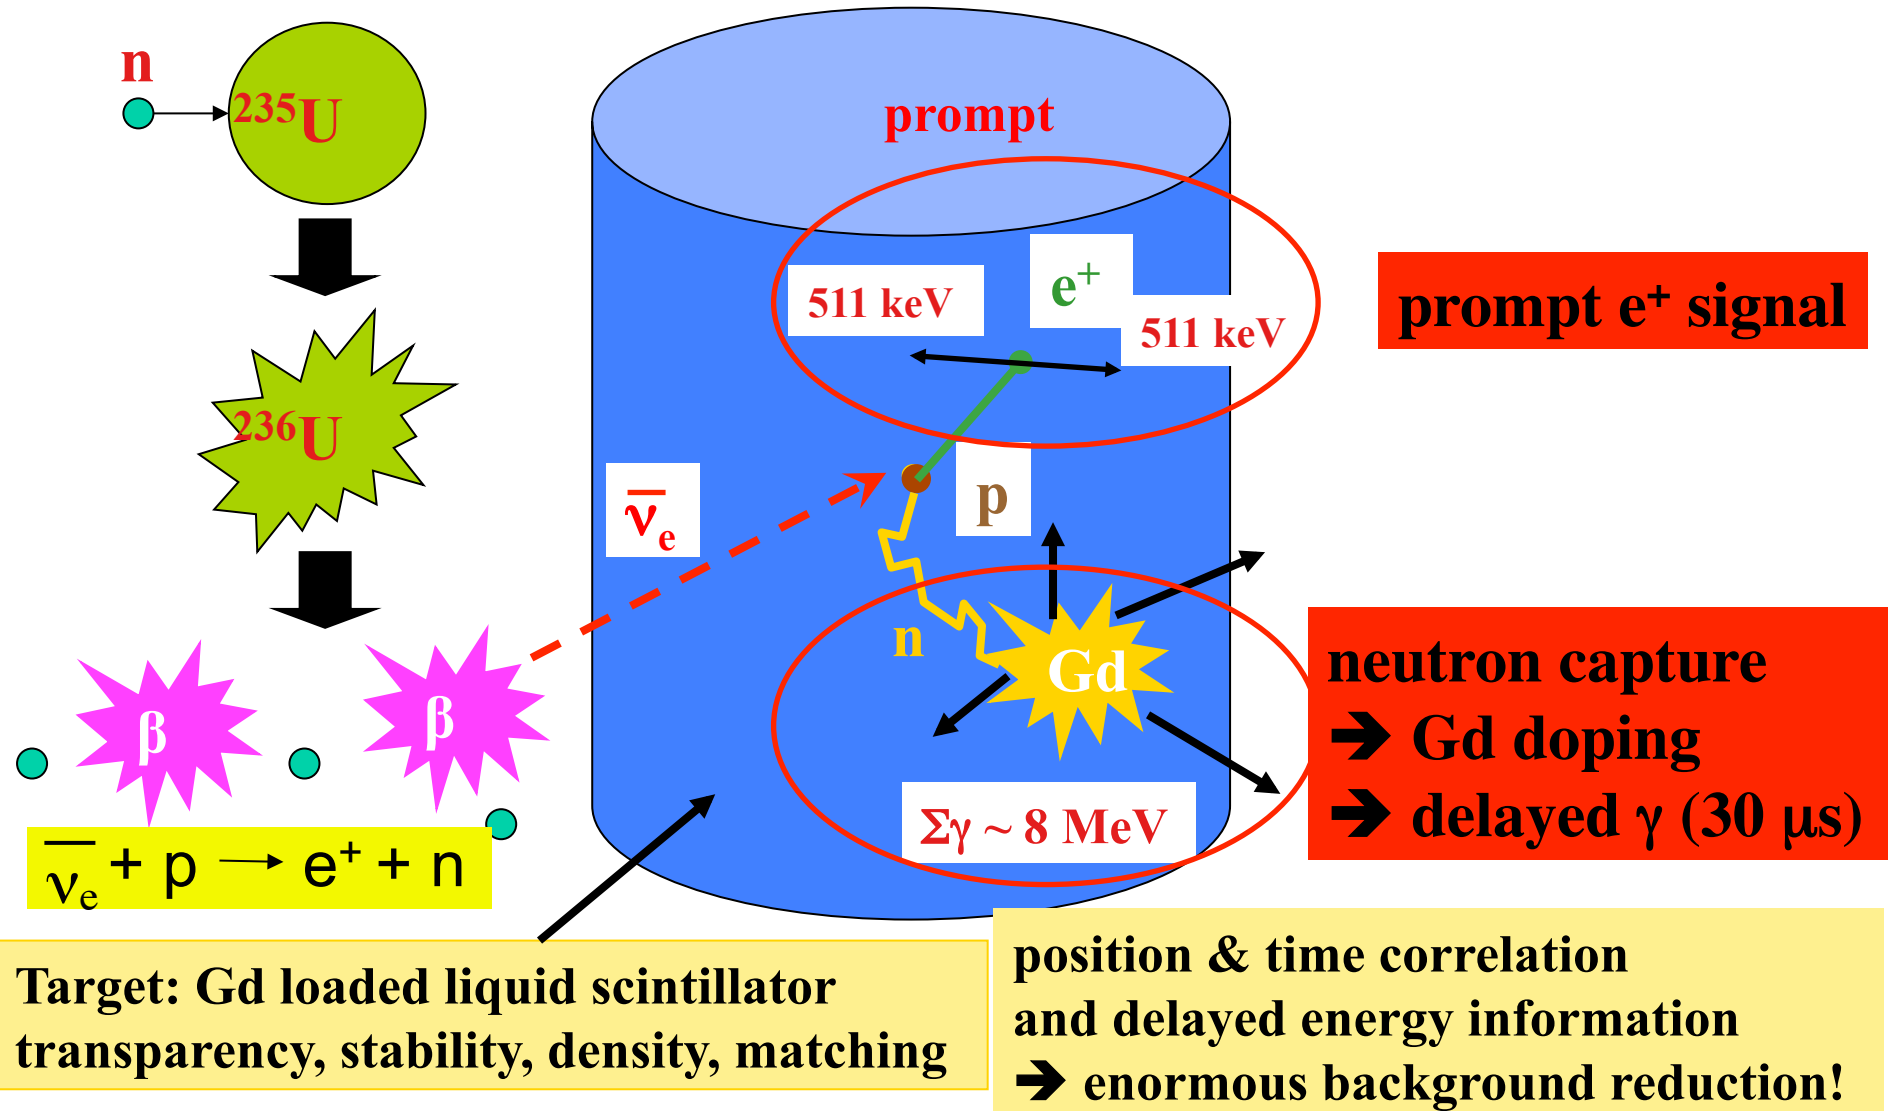 n
²³⁵U
²³⁶U
β
β
ν̅ₑ + p → e⁺ + n
prompt
511 keV
e⁺
511 keV
p
ν̅ₑ
n
Gd
Σγ ~ 8 MeV
prompt e⁺ signal
neutron capture
➔ Gd doping
➔ delayed γ (30 μs)
Target: Gd loaded liquid scintillator
transparency, stability, density, matching
position & time correlation
and delayed energy information
➔ enormous background reduction!